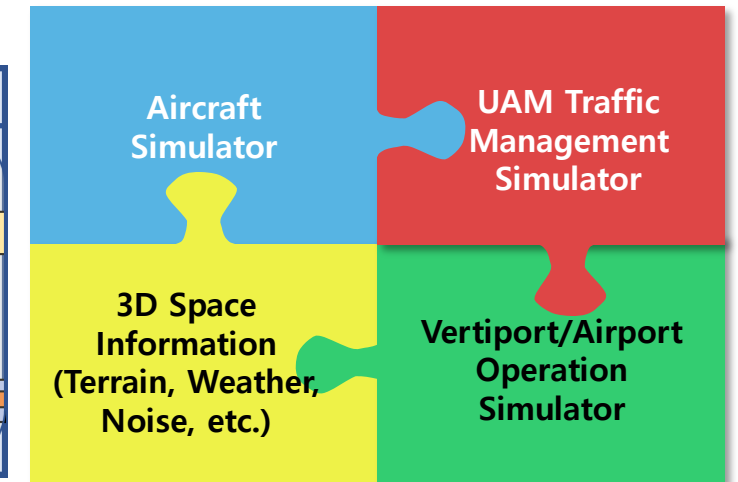 Aircraft
Simulator
UAM Traffic
Management
Simulator
3D Space
Information
(Terrain, Weather,
Noise, etc.)
Vertiport/Airport
Operation
Simulator